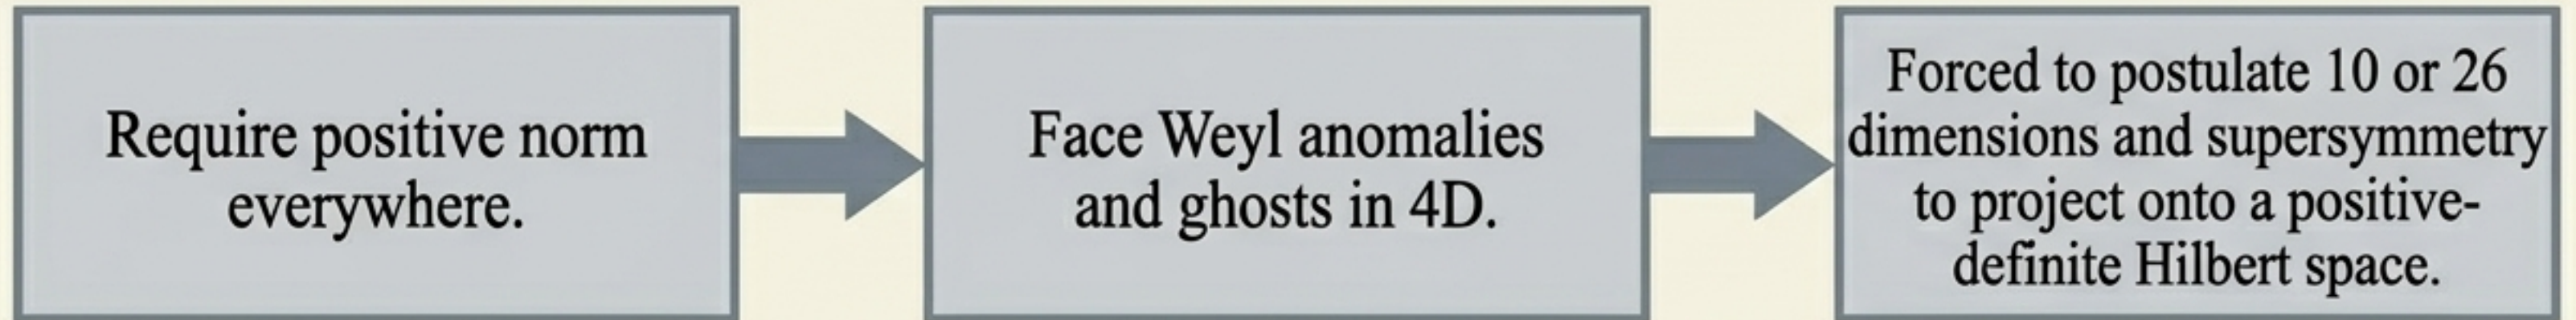 Require positive norm
everywhere.
Face Weyl anomalies
and ghosts in 4D.
Forced to postulate 10 or 26
dimensions and supersymmetry
to project onto a positive-
definite Hilbert space.